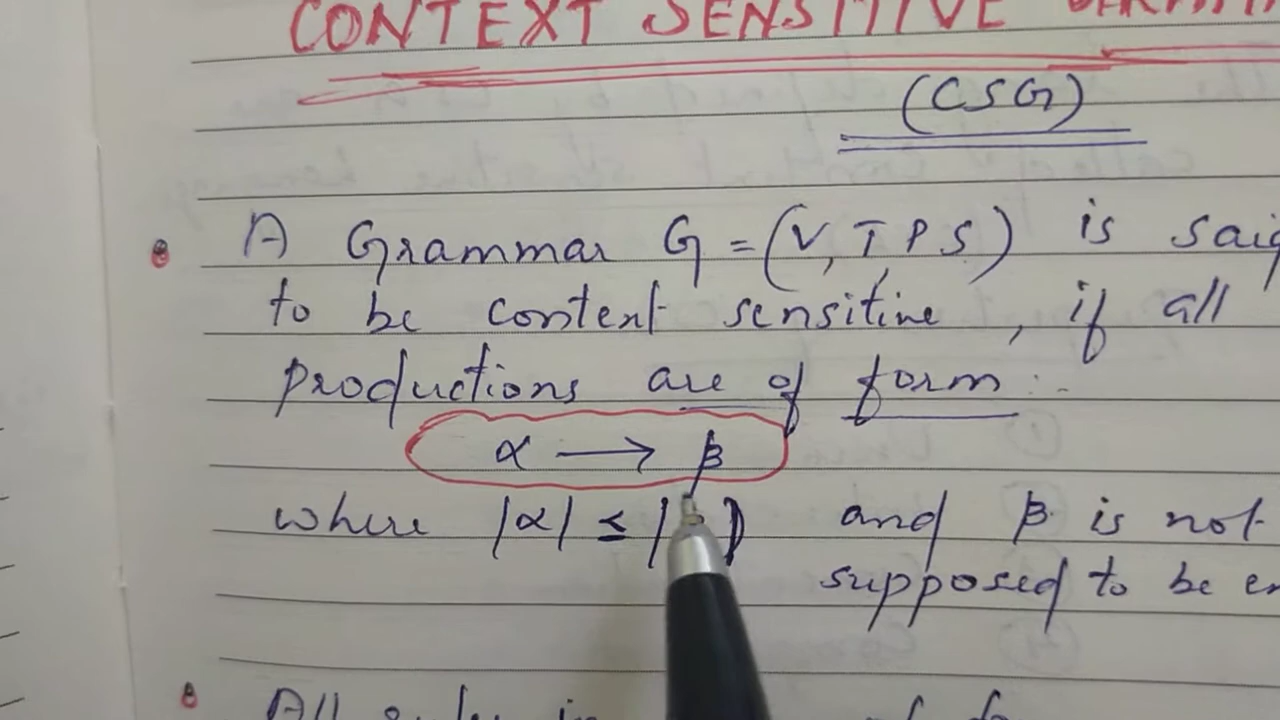 CONTEXT SENSITIVE
(CSG)
A Grammar G = (V, T, P, S) is said
to be context sensitive, if all
productions are of form :-
α → β
where |α| ≤ |β| and β is not
supposed to be
All